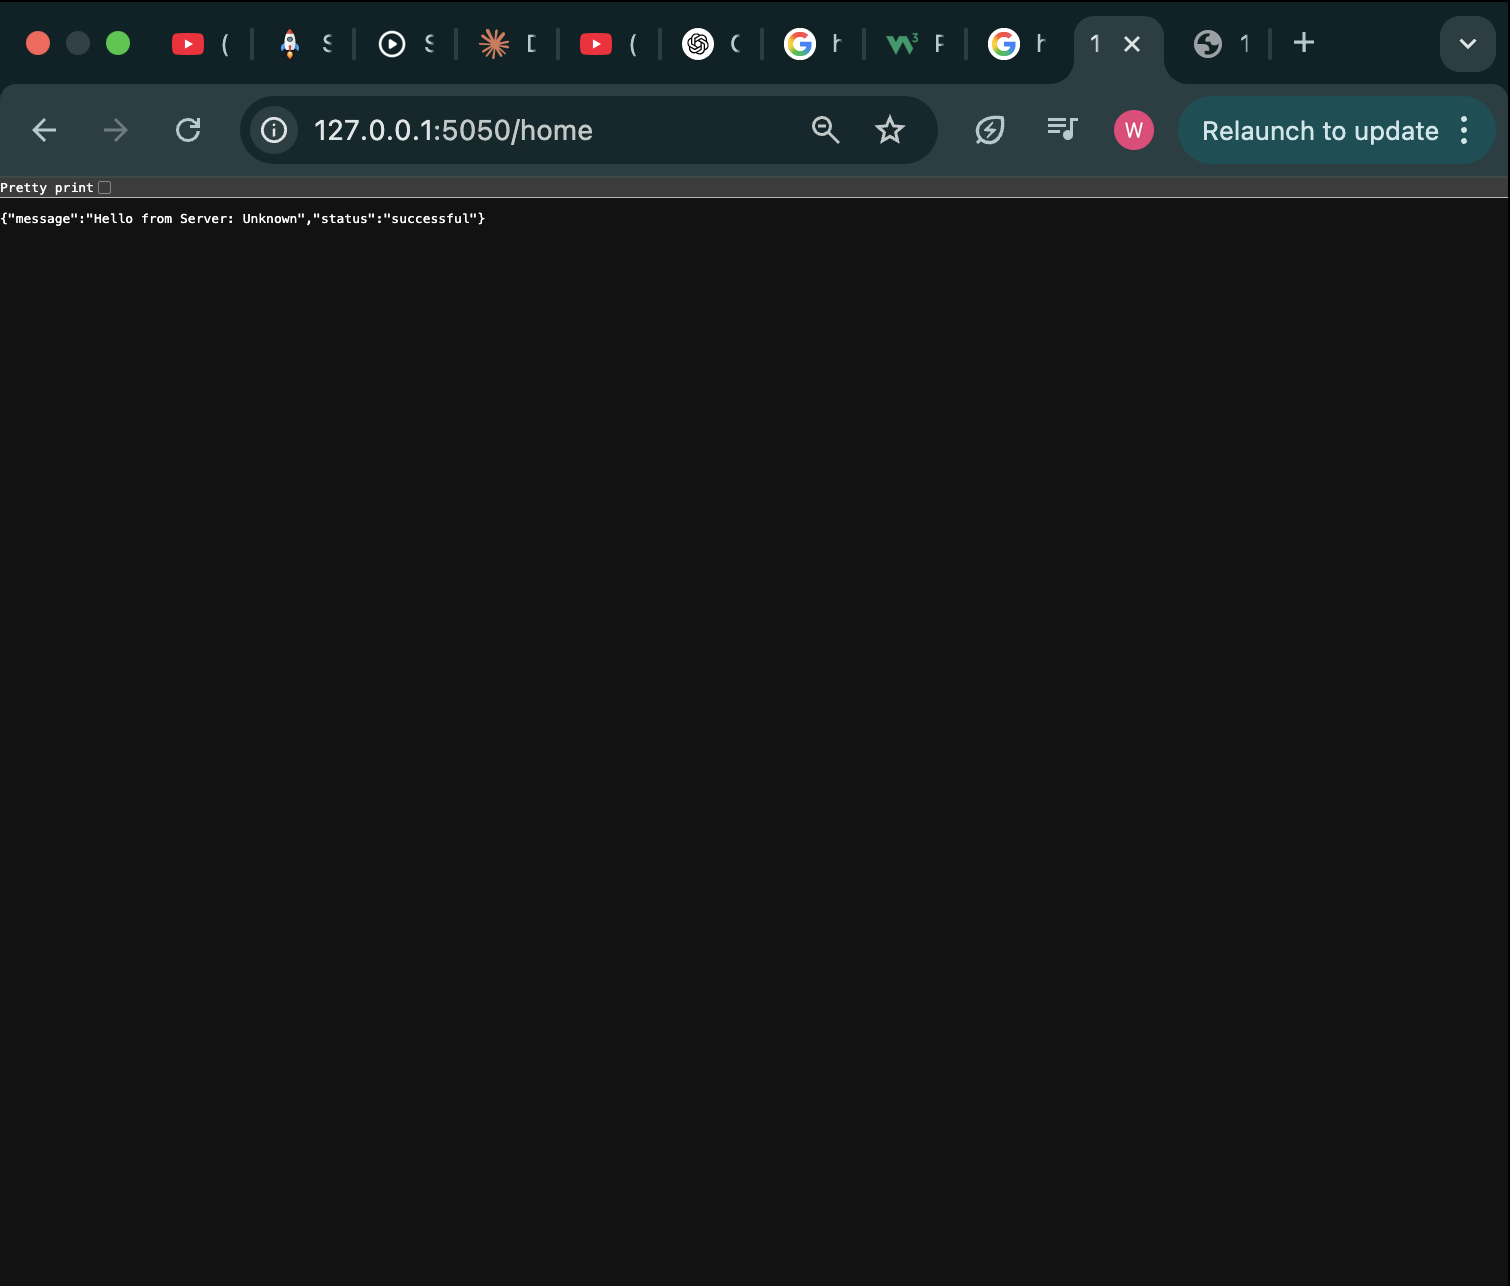 1
1
127.0.0.1:5050/home
W
Relaunch to update
Pretty print
{"message":"Hello from Server: Unknown","status":"successful"}